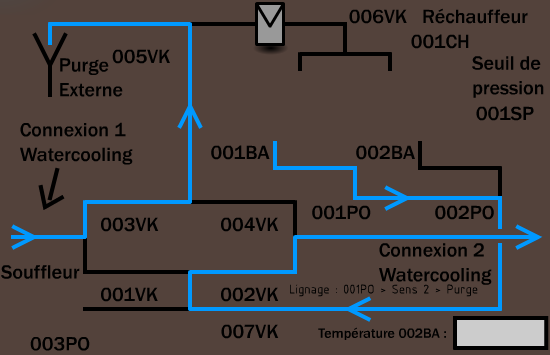 006VK Réchauffeur
001CH
005VK
Purge
Externe
Seuil de
pression
001SP
Connexion 1
Watercooling
001BA
002BA
001PO
002PO
003VK
004VK
Connexion 2
Watercooling
Souffleur
Lignage : 001PO > Sens 2 > Purge
001VK
002VK
007VK
Température 002BA :
003PO